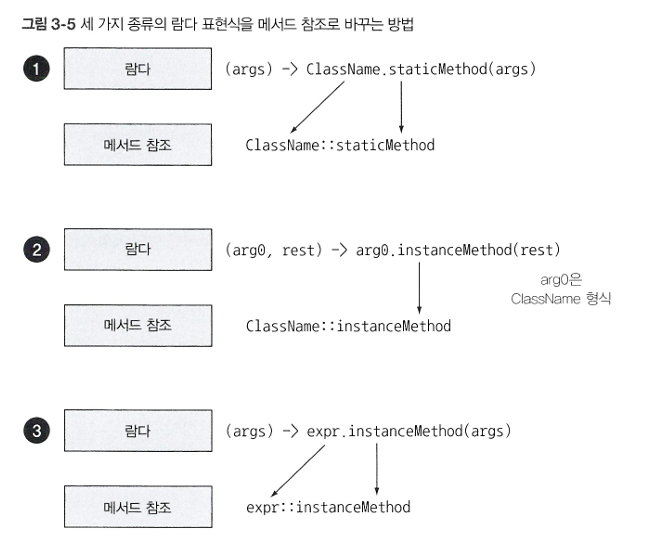 그림 3-5 세 가지 종류의 람다 표현식을 메서드 참조로 바꾸는 방법
1 람다 (args) -> ClassName.staticMethod(args)
메서드 참조 ClassName::staticMethod
2 람다 (arg0, rest) -> arg0.instanceMethod(rest)
arg0은
ClassName 형식
메서드 참조 ClassName::instanceMethod
3 람다 (args) -> expr.instanceMethod(args)
메서드 참조 expr::instanceMethod